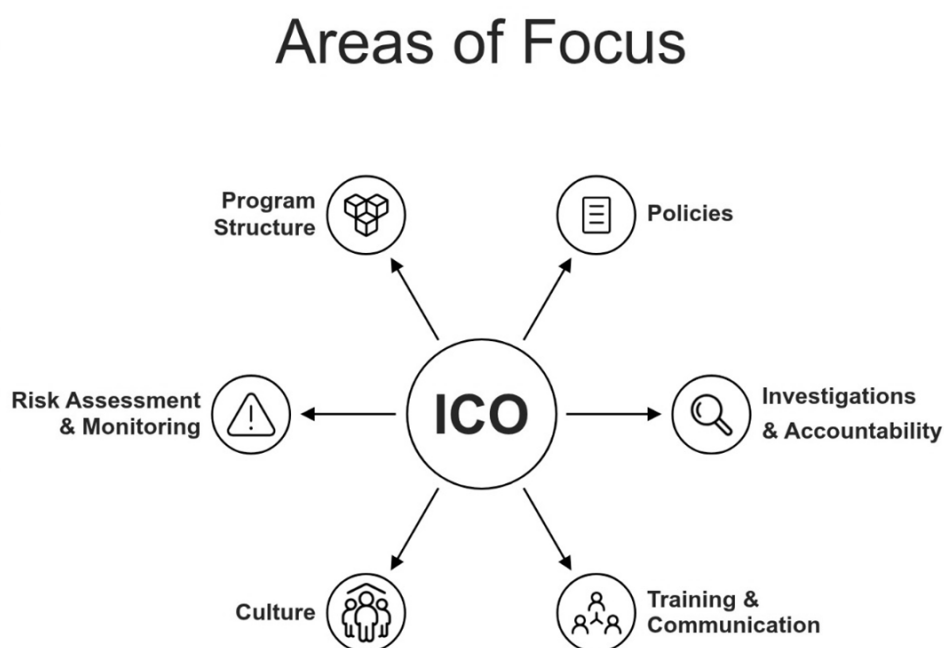 Areas of Focus
Program
Structure
Policies
Risk Assessment
& Monitoring
ICO
Investigations
& Accountability
Culture
Training &
Communication